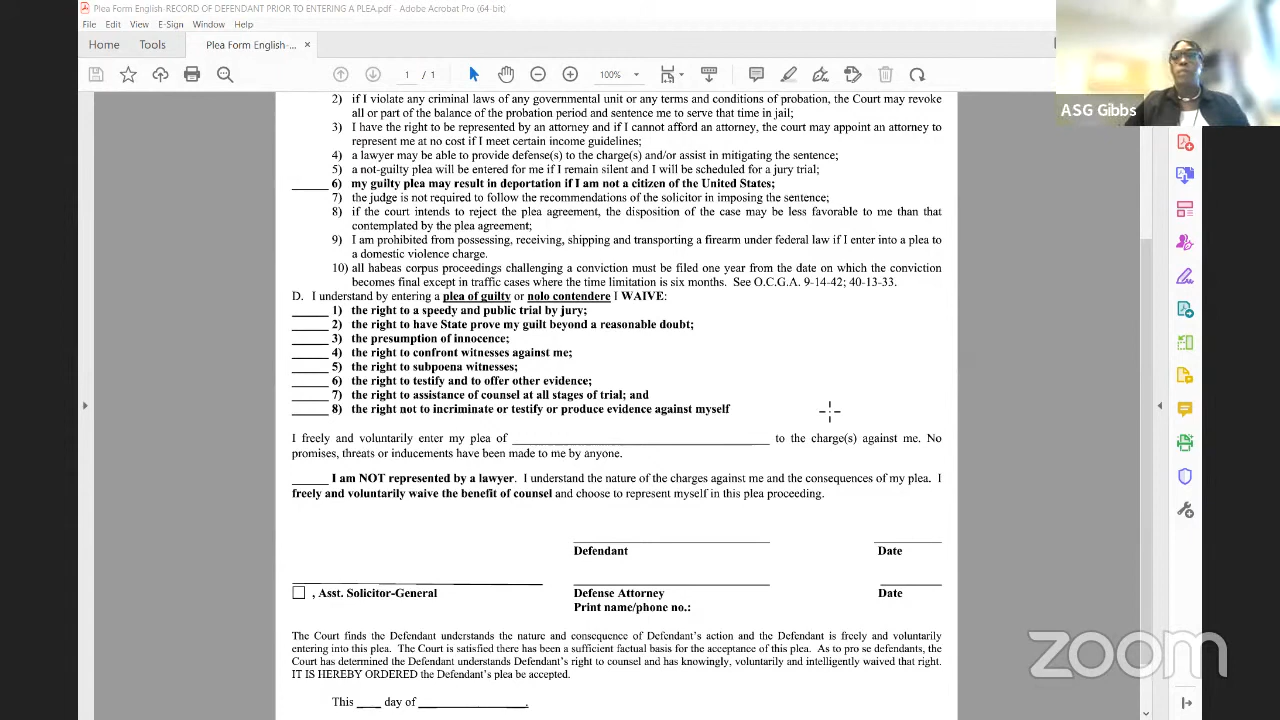 Plea Form English-RECORD OF DEFENDANT PRIOR TO ENTERING A PLEA.pdf - Adobe Acrobat Pro (64-bit)
File Edit View E-Sign Window Help
Home Tools Plea Form English-... ×
1 / 1 100%
ASG Gibbs
2) if I violate any criminal laws of any governmental unit or any terms and conditions of probation, the Court may revoke
all or part of the balance of the probation period and sentence me to serve that time in jail;
3) I have the right to be represented by an attorney and if I cannot afford an attorney, the court may appoint an attorney to
represent me at no cost if I meet certain income guidelines;
4) a lawyer may be able to provide defense(s) to the charge(s) and/or assist in mitigating the sentence;
5) a not-guilty plea will be entered for me if I remain silent and I will be scheduled for a jury trial;
______ 6) my guilty plea may result in deportation if I am not a citizen of the United States;
7) the judge is not required to follow the recommendations of the solicitor in imposing the sentence;
8) if the court intends to reject the plea agreement, the disposition of the case may be less favorable to me than that
contemplated by the plea agreement;
9) I am prohibited from possessing, receiving, shipping and transporting a firearm under federal law if I enter into a plea to
a domestic violence charge.
10) all habeas corpus proceedings challenging a conviction must be filed one year from the date on which the conviction
becomes final except in traffic cases where the time limitation is six months. See O.C.G.A. 9-14-42; 40-13-33.
D. I understand by entering a plea of guilty or nolo contendere I WAIVE:
______ 1) the right to a speedy and public trial by jury;
______ 2) the right to have State prove my guilt beyond a reasonable doubt;
______ 3) the presumption of innocence;
______ 4) the right to confront witnesses against me;
______ 5) the right to subpoena witnesses;
______ 6) the right to testify and to offer other evidence;
______ 7) the right to assistance of counsel at all stages of trial; and
______ 8) the right not to incriminate or testify or produce evidence against myself
I freely and voluntarily enter my plea of ______________________ to the charge(s) against me. No
promises, threats or inducements have been made to me by anyone.
______ I am NOT represented by a lawyer. I understand the nature of the charges against me and the consequences of my plea. I
freely and voluntarily waive the benefit of counsel and choose to represent myself in this plea proceeding.
Defendant Date
, Asst. Solicitor-General Defense Attorney Date
Print name/phone no.:
The Court finds the Defendant understands the nature and consequence of Defendant's action and the Defendant is freely and voluntarily
entering into this plea. The Court is satisfied there has been a sufficient factual basis for the acceptance of this plea. As to pro se defendants, the
Court has determined the Defendant understands Defendant's right to counsel and has knowingly, voluntarily and intelligently waived that right.
IT IS HEREBY ORDERED the Defendant's plea be accepted.
This ____ day of __________________.
zoom